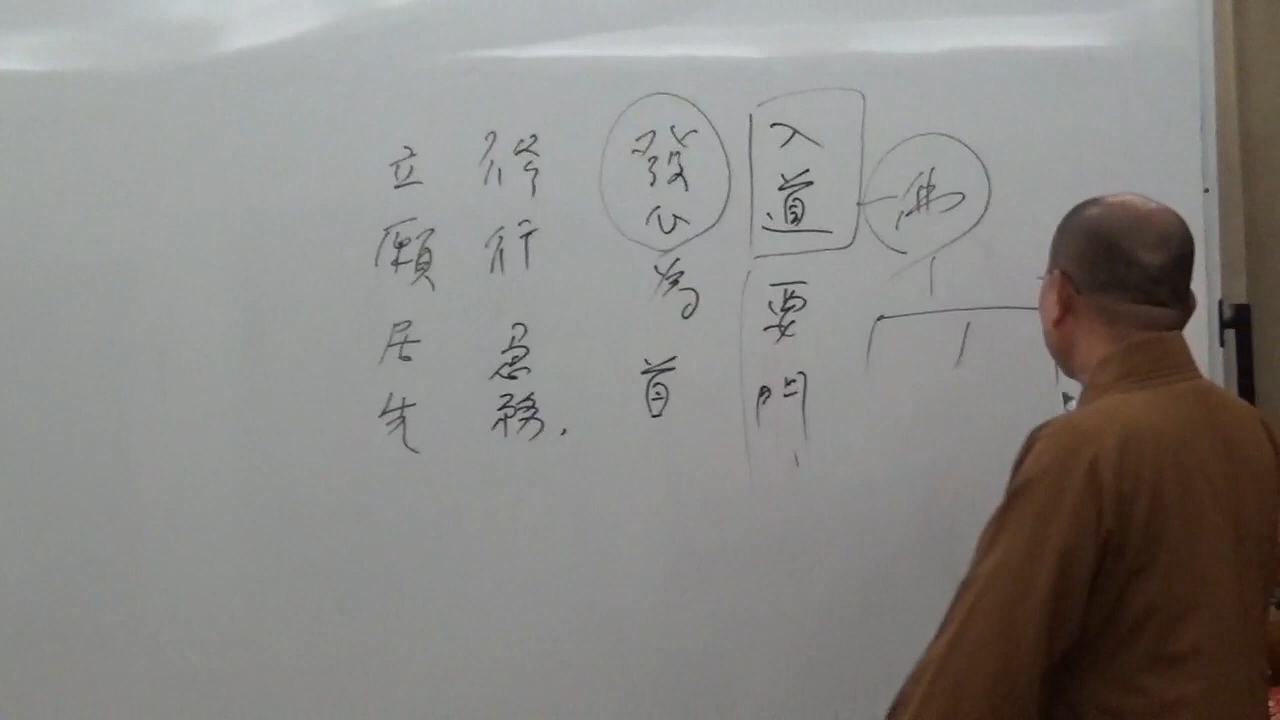 佛
入道要門
發心為首
修行急務.
立願居先